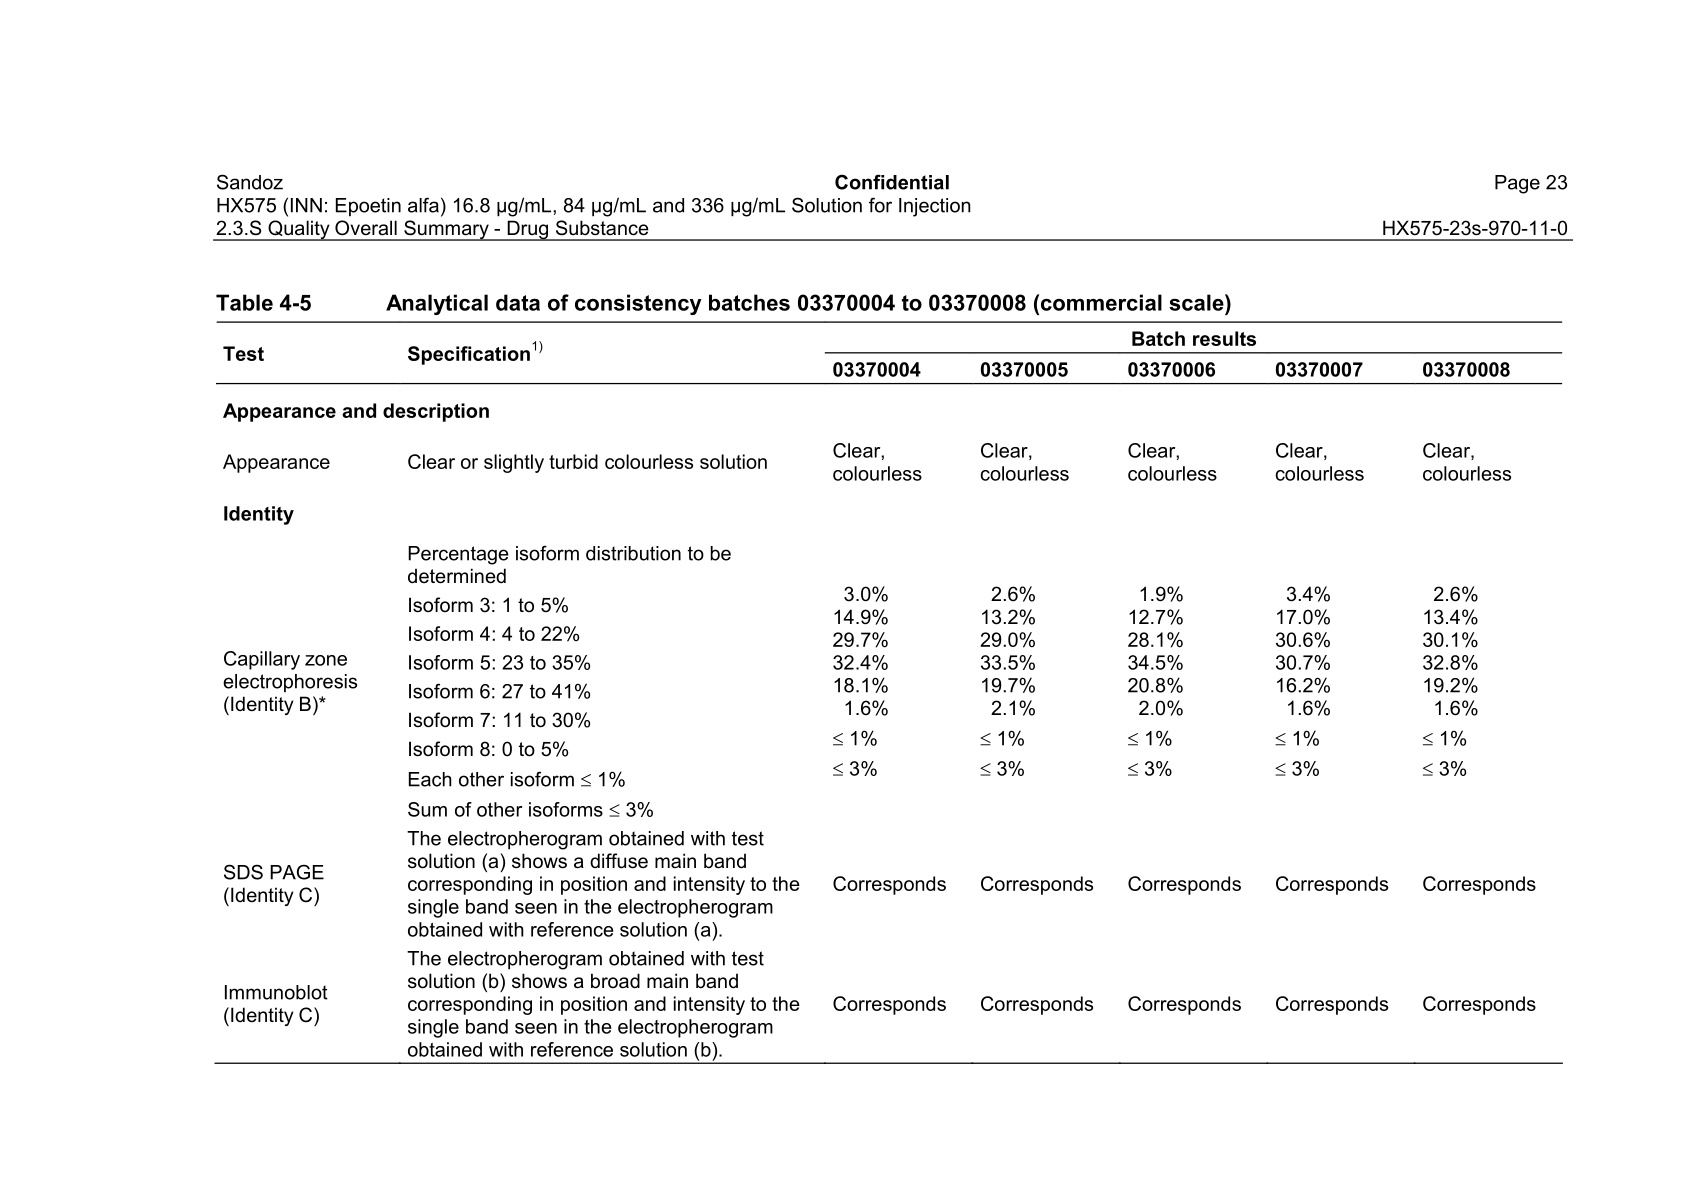 Sandoz Confidential Page 23
HX575 (INN: Epoetin alfa) 16.8 µg/mL, 84 µg/mL and 336 µg/mL Solution for Injection
2.3.S Quality Overall Summary - Drug Substance HX575-23s-970-11-0
Table 4-5 Analytical data of consistency batches 03370004 to 03370008 (commercial scale)
Test Specification1) Batch results
03370004 03370005 03370006 03370007 03370008
Appearance and description
Appearance Clear or slightly turbid colourless solution
Clear, Clear, Clear, Clear, Clear,
colourless colourless colourless colourless colourless
Identity
Capillary zone
electrophoresis
(Identity B)*
Percentage isoform distribution to be
determined
Isoform 3: 1 to 5%
Isoform 4: 4 to 22%
Isoform 5: 23 to 35%
Isoform 6: 27 to 41%
Isoform 7: 11 to 30%
Isoform 8: 0 to 5%
Each other isoform ≤ 1%
Sum of other isoforms ≤ 3%
3.0% 2.6% 1.9% 3.4% 2.6%
14.9% 13.2% 12.7% 17.0% 13.4%
29.7% 29.0% 28.1% 30.6% 30.1%
32.4% 33.5% 34.5% 30.7% 32.8%
18.1% 19.7% 20.8% 16.2% 19.2%
1.6% 2.1% 2.0% 1.6% 1.6%
≤ 1% ≤ 1% ≤ 1% ≤ 1% ≤ 1%
≤ 3% ≤ 3% ≤ 3% ≤ 3% ≤ 3%
SDS PAGE
(Identity C)
The electropherogram obtained with test
solution (a) shows a diffuse main band
corresponding in position and intensity to the
single band seen in the electropherogram
obtained with reference solution (a).
Corresponds Corresponds Corresponds Corresponds Corresponds
Immunoblot
(Identity C)
The electropherogram obtained with test
solution (b) shows a broad main band
corresponding in position and intensity to the
single band seen in the electropherogram
obtained with reference solution (b).
Corresponds Corresponds Corresponds Corresponds Corresponds